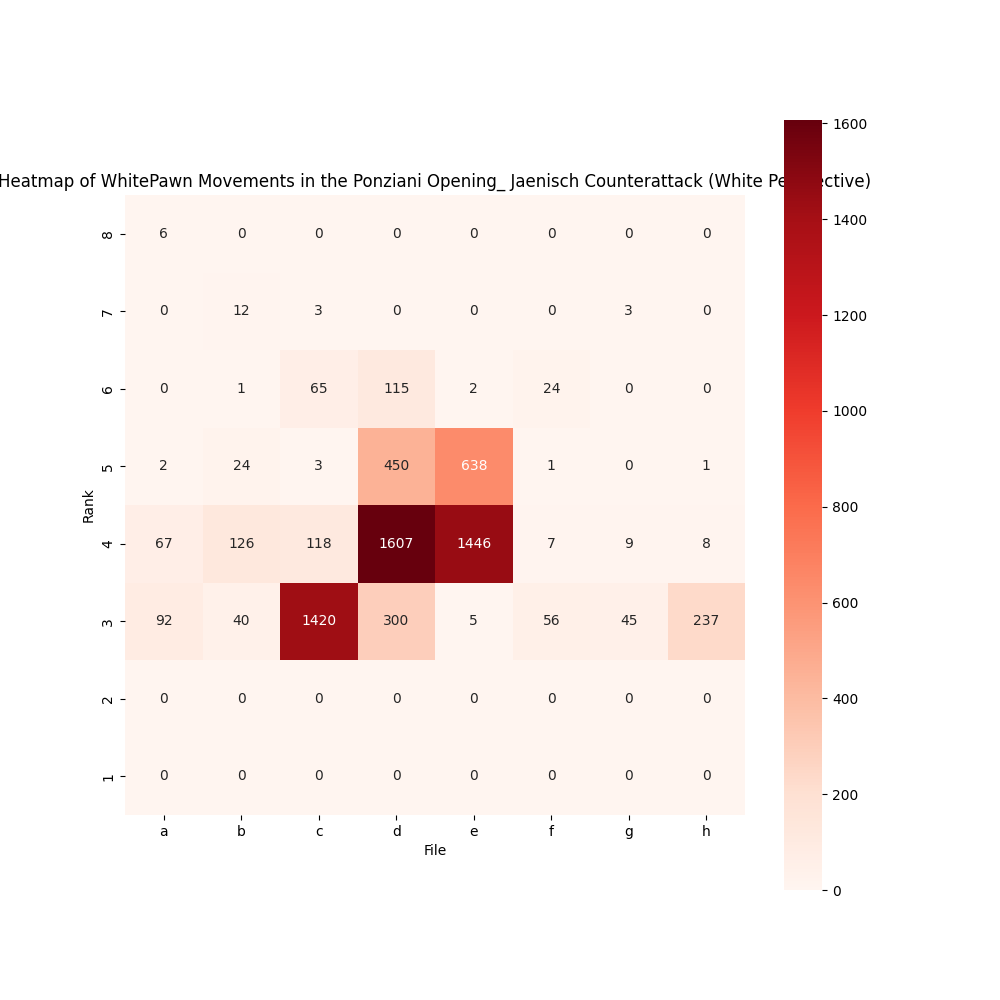 Heatmap of WhitePawn Movements in the Ponziani Opening_ Jaenisch Counterattack (White Pe ective)
8 6 0 0 0 0 0 0 0
7 0 12 3 0 0 0 3 0
6 0 1 65 115 2 24 0 0
5 2 24 3 450 638 1 0 1
4 67 126 118 1607 1446 7 9 8
3 92 40 1420 300 5 56 45 237
2 0 0 0 0 0 0 0 0
1 0 0 0 0 0 0 0 0
a b c d e f g h
File
Rank
1600
1400
1200
1000
800
600
400
200
0